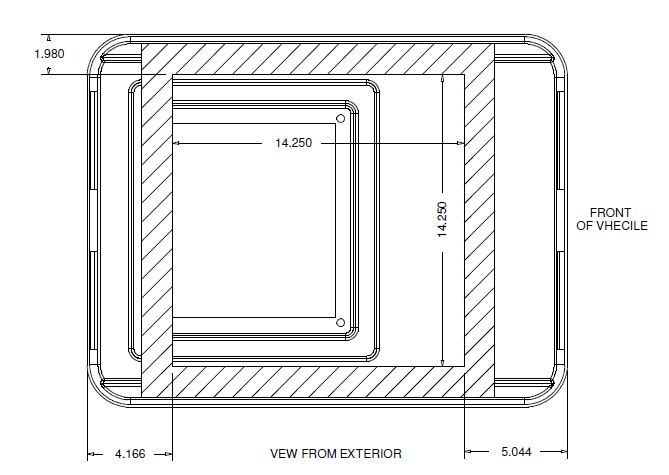 1.980
14.250
14.250
FRONT
OF VHECILE
4.166
VEW FROM EXTERIOR
5.044